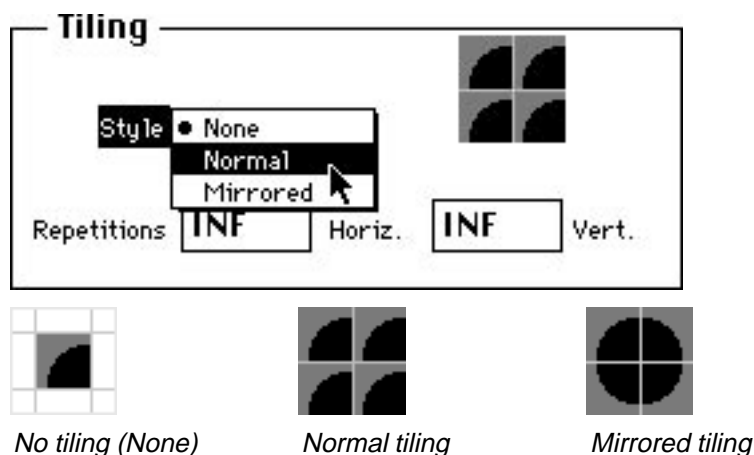 Tiling
Style
None
Normal
Mirrored
Repetitions INF Horiz. INF Vert.
No tiling (None) Normal tiling Mirrored tiling